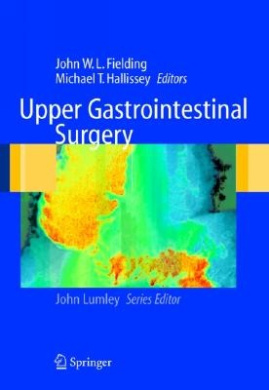 John W. L. Fielding
Michael T. Hallissey Editors
Upper Gastrointestinal
Surgery
John Lumley Series Editor
Springer